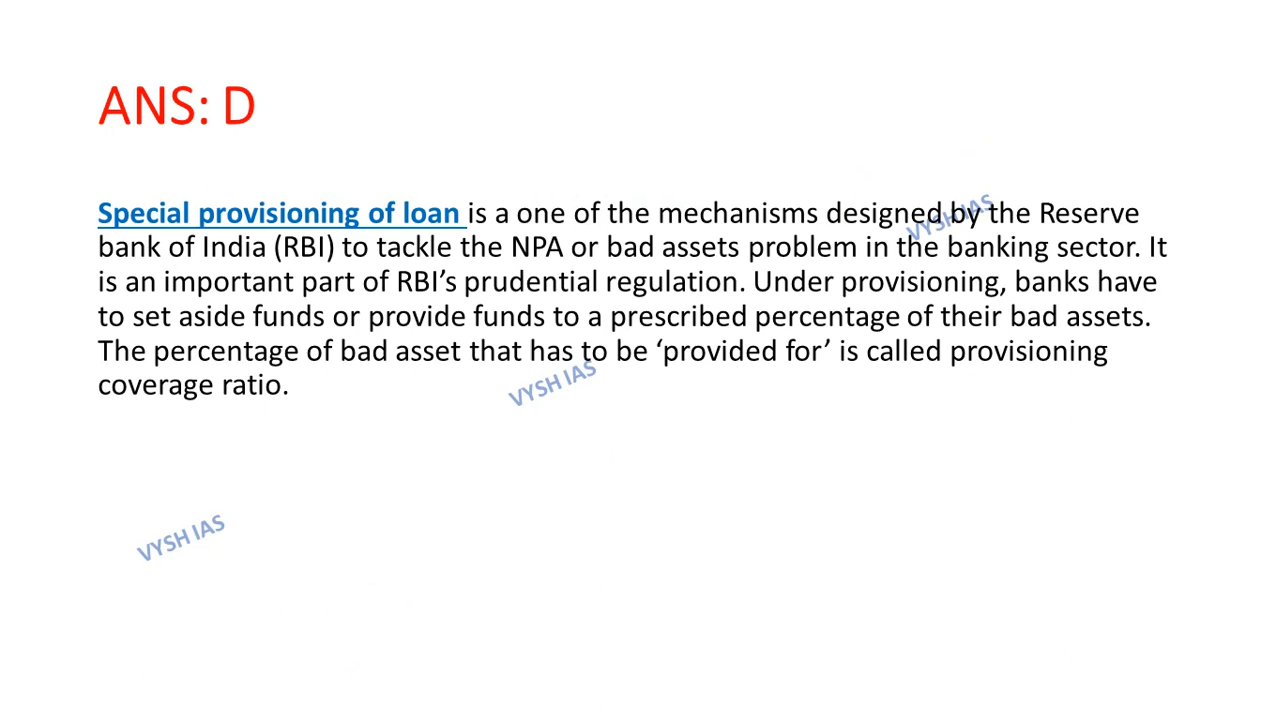 ANS: D
Special provisioning of loan is a one of the mechanisms designed by the Reserve
bank of India (RBI) to tackle the NPA or bad assets problem in the banking sector. It
is an important part of RBI’s prudential regulation. Under provisioning, banks have
to set aside funds or provide funds to a prescribed percentage of their bad assets.
The percentage of bad asset that has to be ‘provided for’ is called provisioning
coverage ratio.
VYSH IAS
VYSH IAS
VYSH IAS